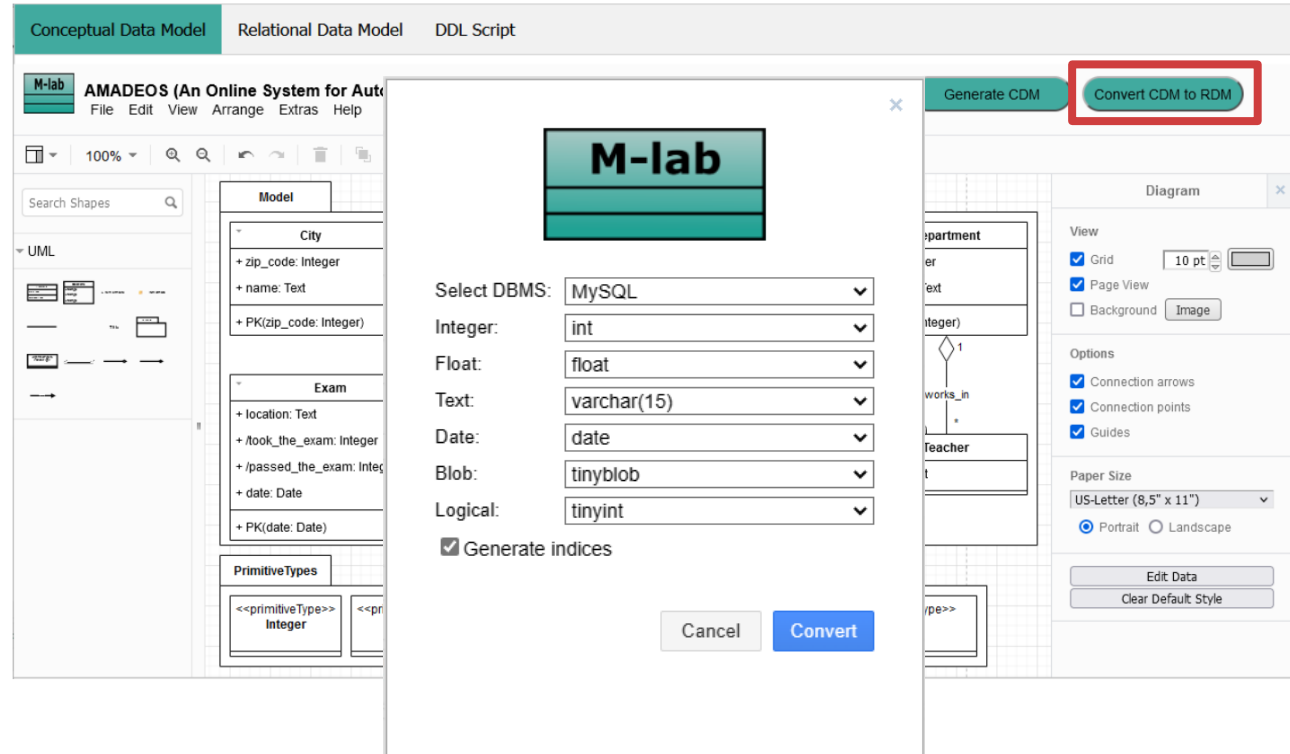 Conceptual Data Model Relational Data Model DDL Script
M-lab
AMADEOS (An Online System for Auto
File Edit View Arrange Extras Help
×
Generate CDM
Convert CDM to RDM
100%
Search Shapes
UML
Model
City
+ zip_code: Integer
+ name: Text
+ PK(zip_code: Integer)
Exam
+ location: Text
+ /took_the_exam: Integer
+ /passed_the_exam: Integ
+ date: Date
+ PK(date: Date)
PrimitiveTypes
<<primitiveType>>
Integer
<<pr
M-lab
Select DBMS: MySQL
Integer: int
Float: float
Text: varchar(15)
Date: date
Blob: tinyblob
Logical: tinyint
Generate indices
Cancel Convert
epartment
er
ext
nteger)
1
works_in
*
Teacher
t
ype>>
Diagram ×
View
Grid 10 pt
Page View
Background Image
Options
Connection arrows
Connection points
Guides
Paper Size
US-Letter (8,5" x 11")
Portrait Landscape
Edit Data
Clear Default Style